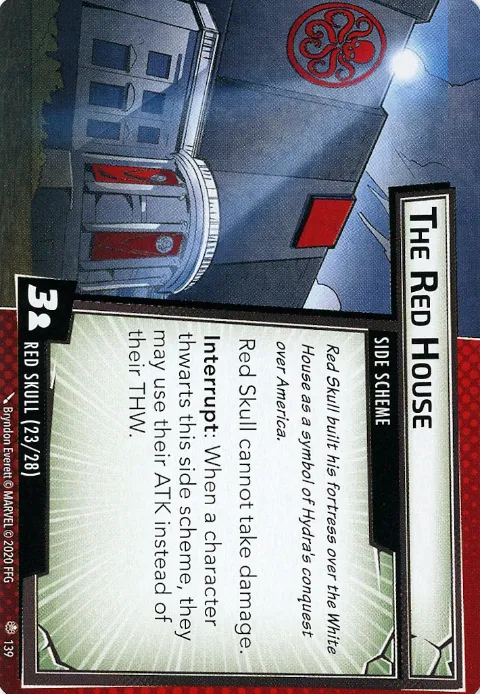 THE RED HOUSE
SIDE SCHEME
Red Skull built his fortress over the White
House as a symbol of Hydra's conquest
over America.
Red Skull cannot take damage.
Interrupt: When a character
thwarts this side scheme, they
may use their ATK instead of
their THW.
3
RED SKULL (23/28)
Bryndon Everett © MARVEL © 2020 FFG
139